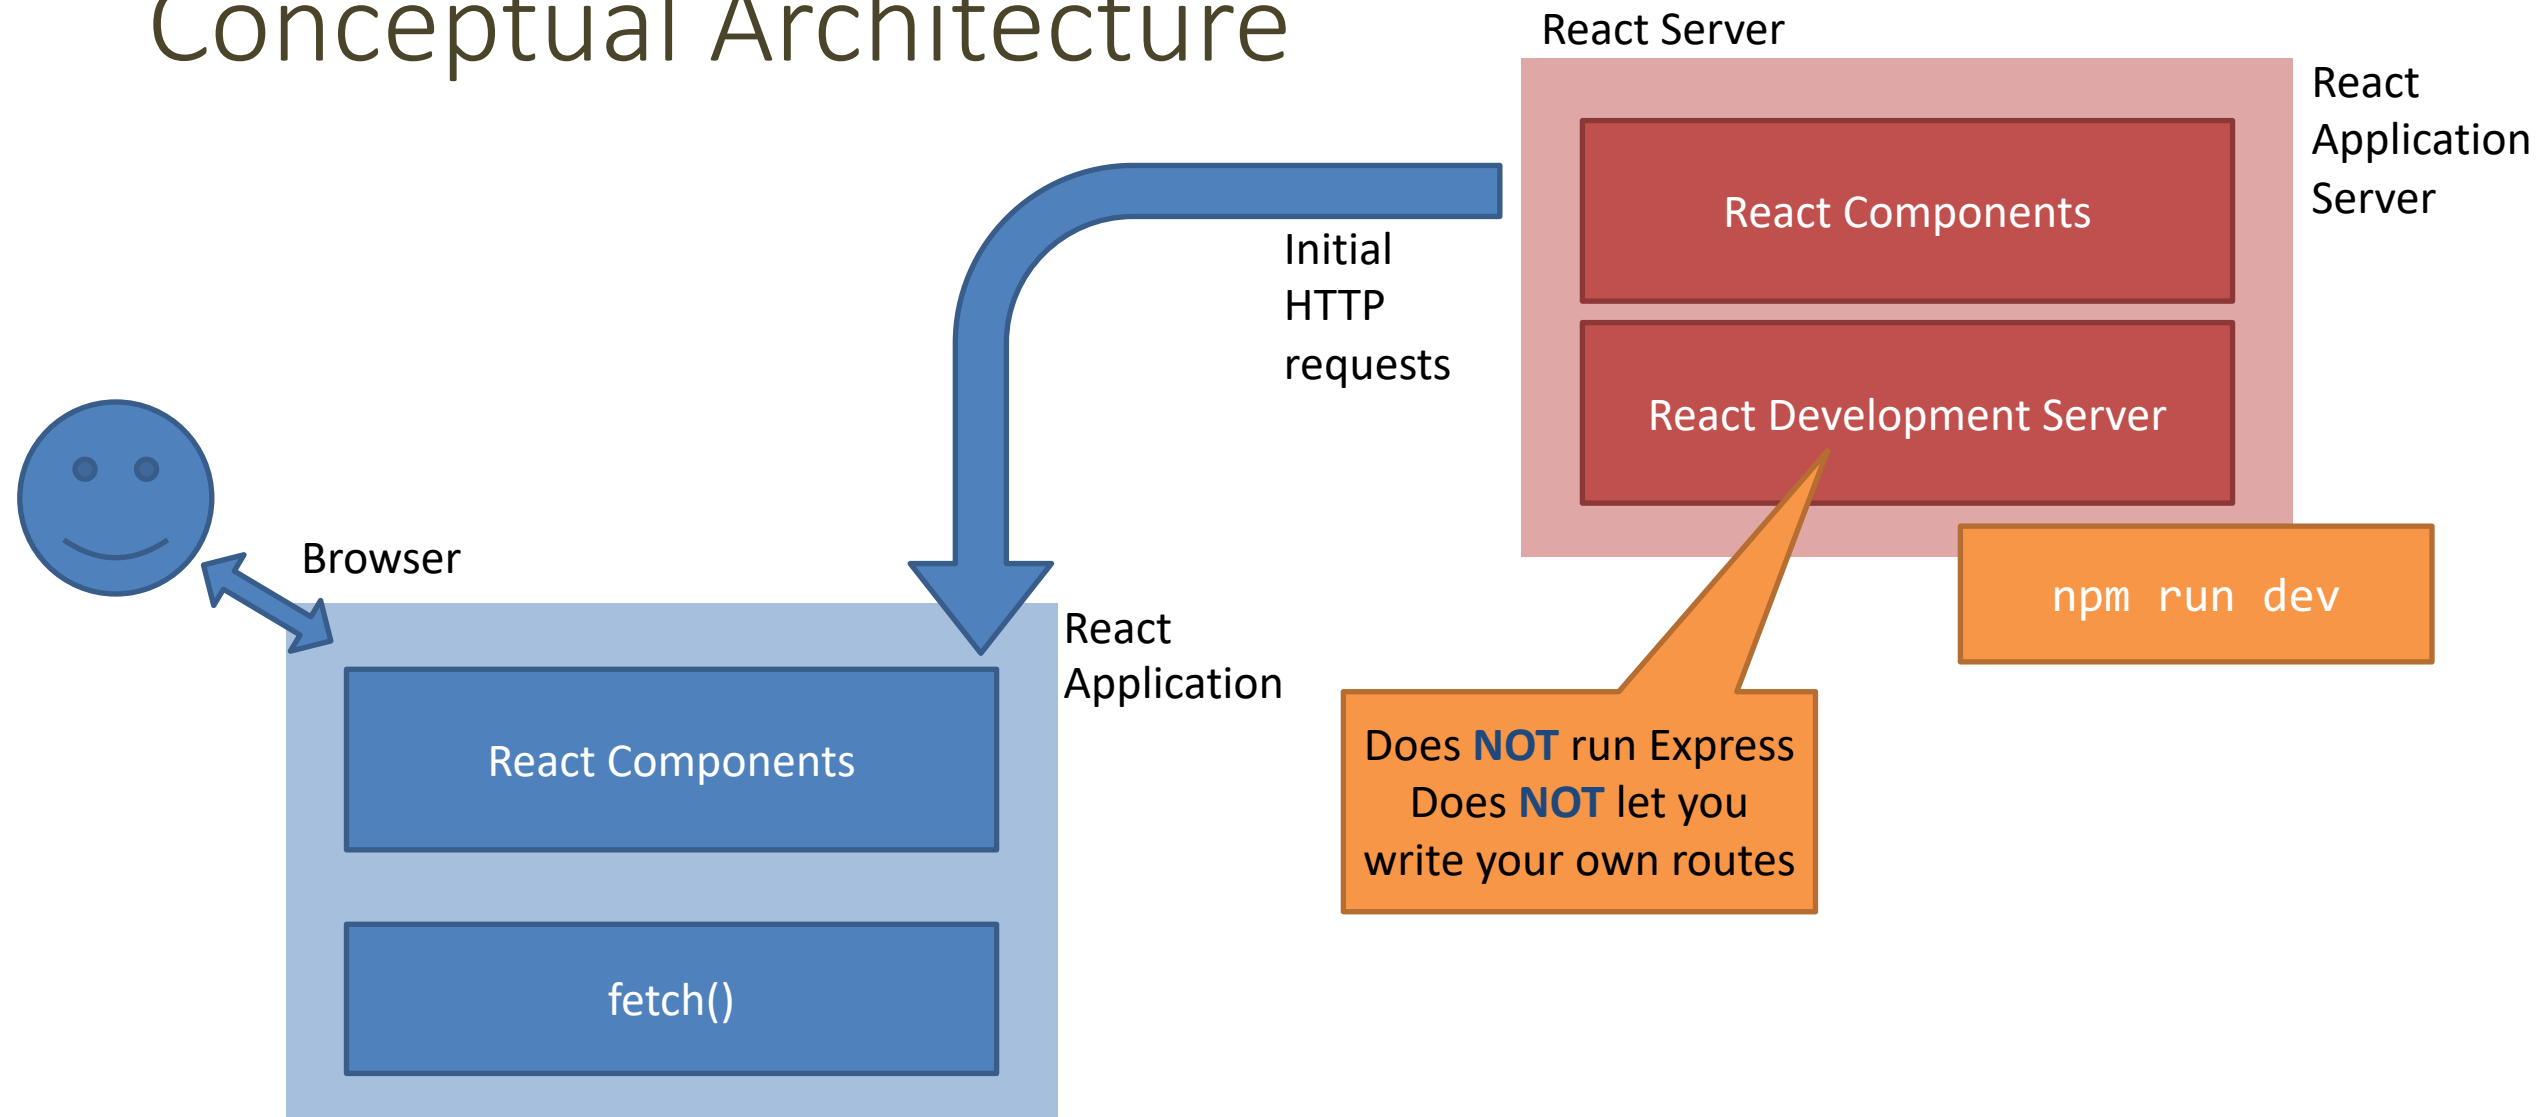 Conceptual Architecture
React Server
React
Application
Server
React Components
React Development Server
Initial
HTTP
requests
npm run dev
Browser
React
Application
React Components
fetch()
Does NOT run Express
Does NOT let you
write your own routes